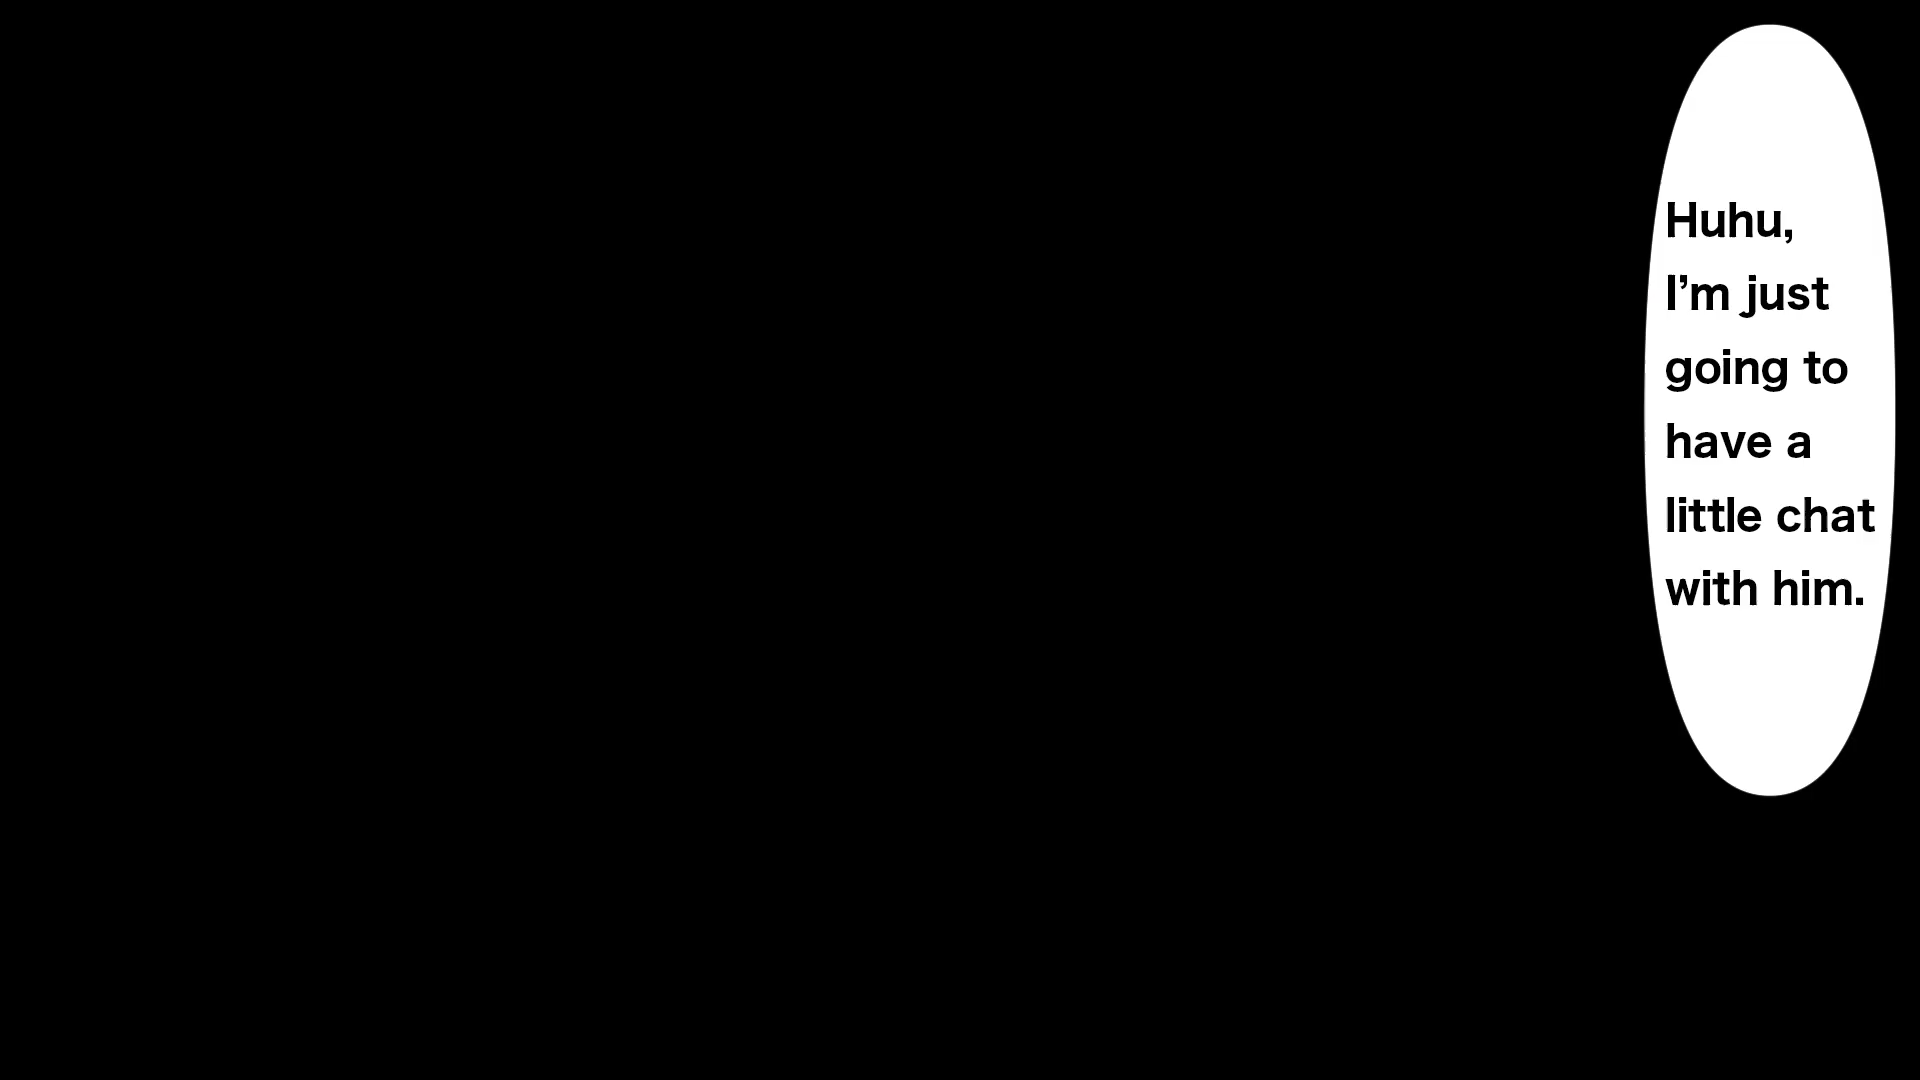 Huhu,
I’m just
going to
have a
little chat
with him.